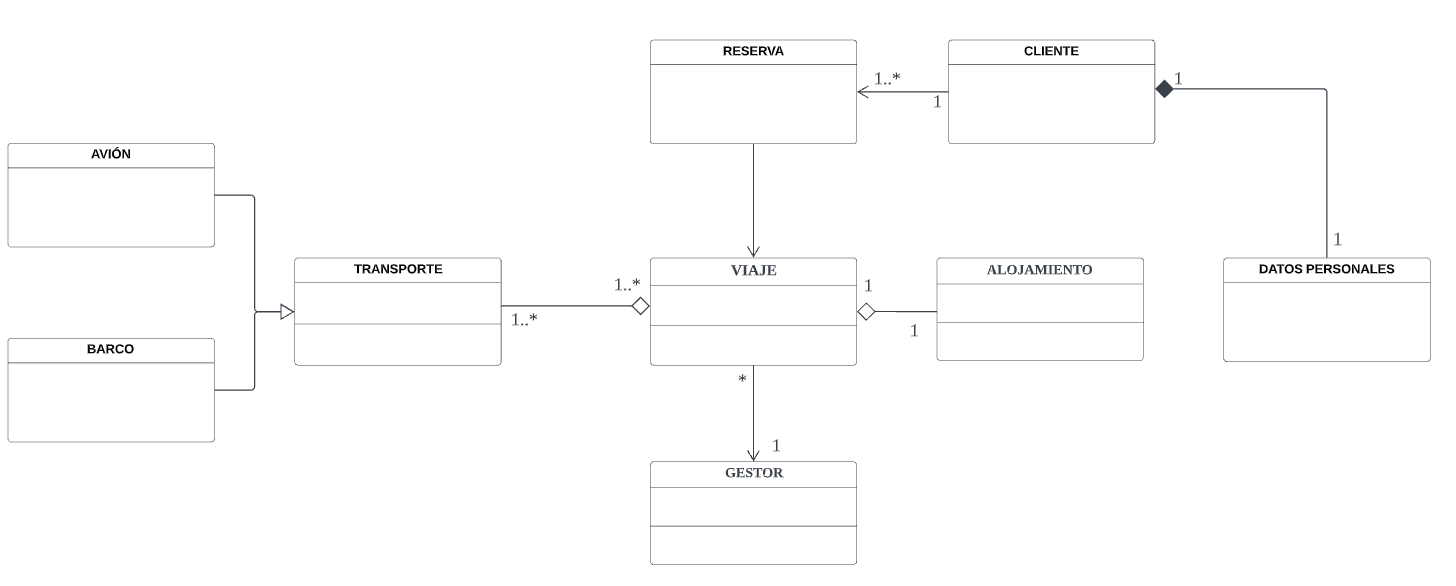 RESERVA
CLIENTE
1..*
1
1
AVIÓN
1
TRANSPORTE
VIAJE
ALOJAMIENTO
DATOS PERSONALES
1..*
1
1..*
1
BARCO
*
1
GESTOR